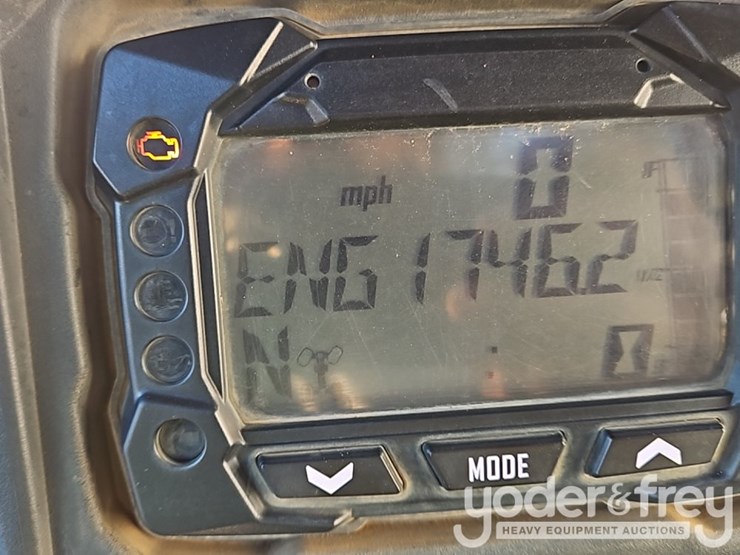 0
mph
ENG 1746.2
N
0
MODE
yoder&frey
HEAVY EQUIPMENT AUCTIONS